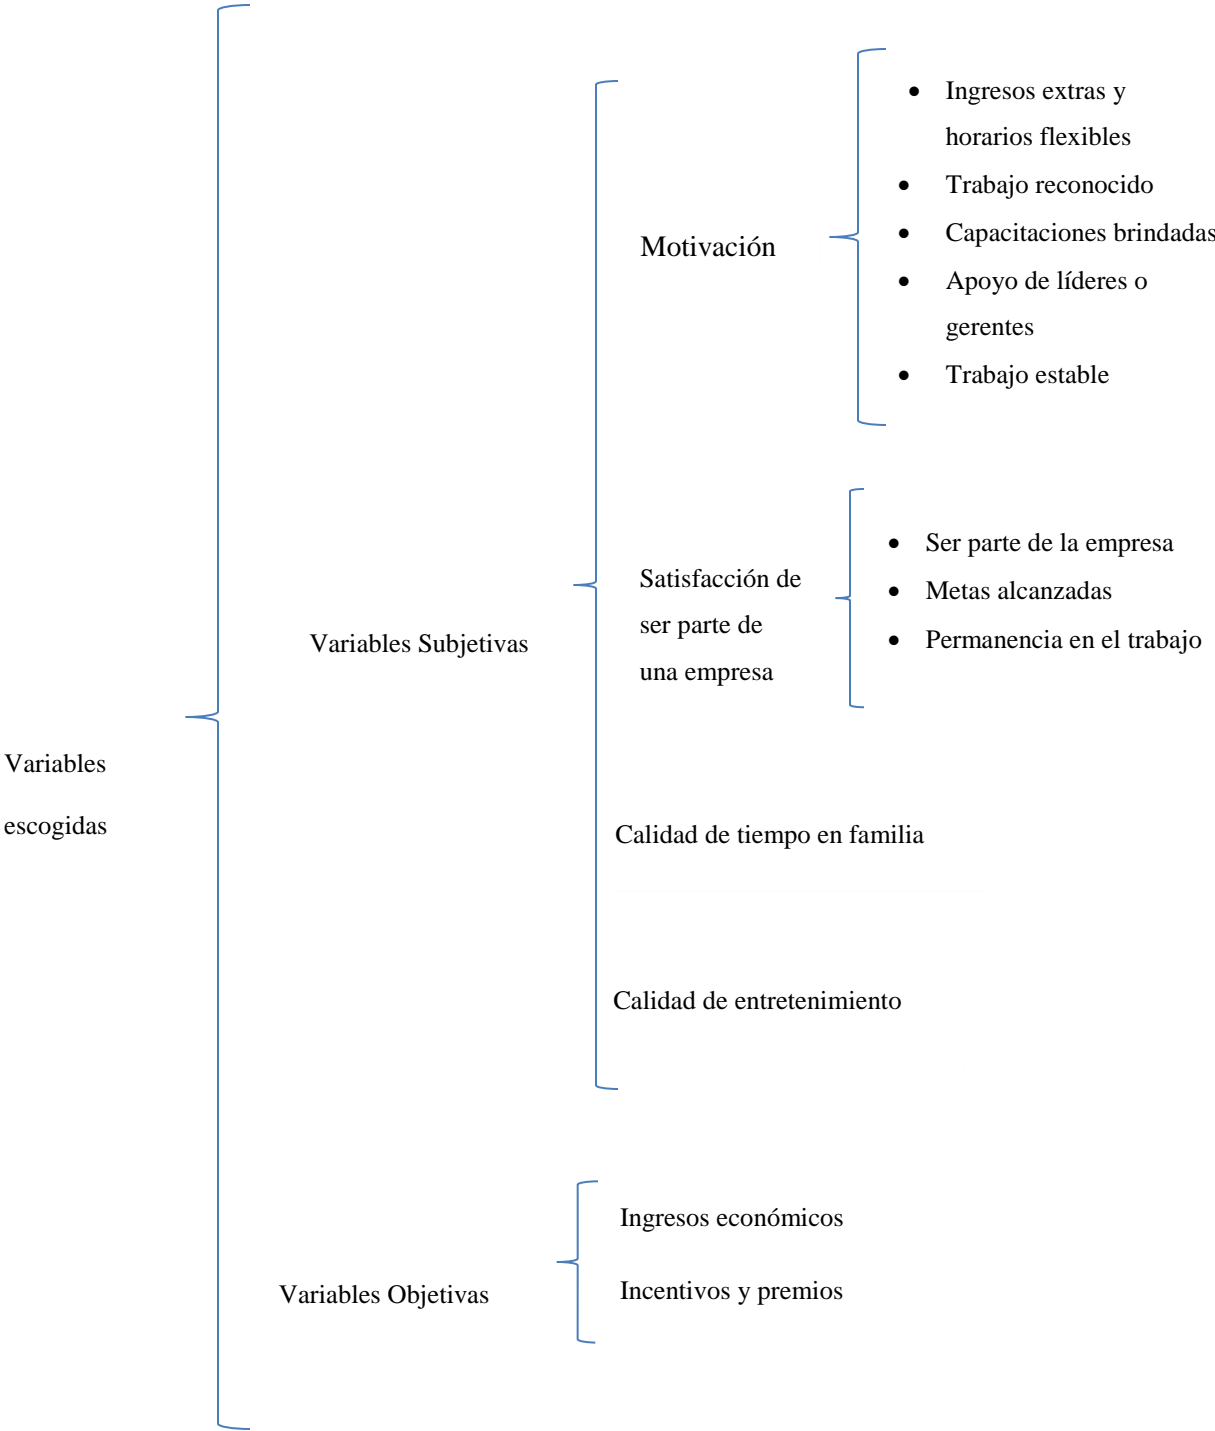 Variables
escogidas
Variables Subjetivas
Motivación
• Ingresos extras y
horarios flexibles
• Trabajo reconocido
• Capacitaciones brindadas
• Apoyo de líderes o
gerentes
• Trabajo estable
Satisfacción de
ser parte de
una empresa
• Ser parte de la empresa
• Metas alcanzadas
• Permanencia en el trabajo
Calidad de tiempo en familia
Calidad de entretenimiento
Variables Objetivas
Ingresos económicos
Incentivos y premios